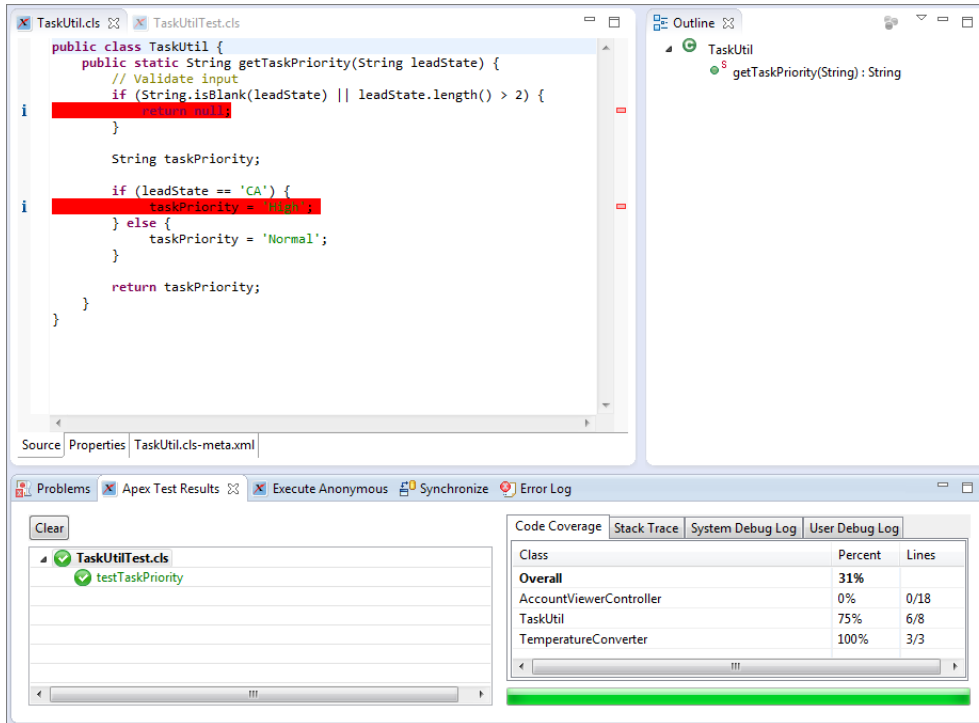 TaskUtil.cls TaskUtilTest.cls
public class TaskUtil {
public static String getTaskPriority(String leadState) {
// Validate input
if (String.isBlank(leadState) || leadState.length() > 2) {
return null;
}
String taskPriority;
if (leadState == 'CA') {
taskPriority = 'High';
} else {
taskPriority = 'Normal';
}
return taskPriority;
}
}
Source Properties TaskUtil.cls-meta.xml
Outline
TaskUtil
getTaskPriority(String) : String
Problems Apex Test Results Execute Anonymous Synchronize Error Log
Clear
TaskUtilTest.cls
testTaskPriority
Code Coverage Stack Trace System Debug Log User Debug Log
Class Percent Lines
Overall 31%
AccountViewerController 0% 0/18
TaskUtil 75% 6/8
TemperatureConverter 100% 3/3